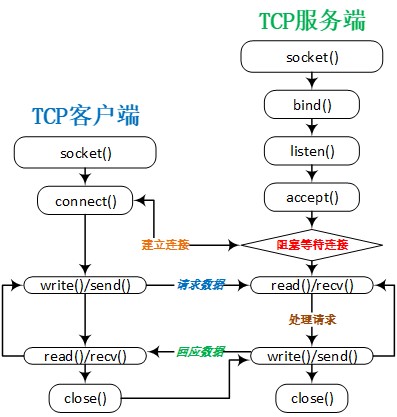 TCP服务端
socket()
bind()
TCP客户端
listen()
socket()
connect()
accept()
建立连接
阻塞等待连接
write()/send()
请求数据
read()/recv()
处理请求
read()/recv()
回应数据
write()/send()
close()
close()